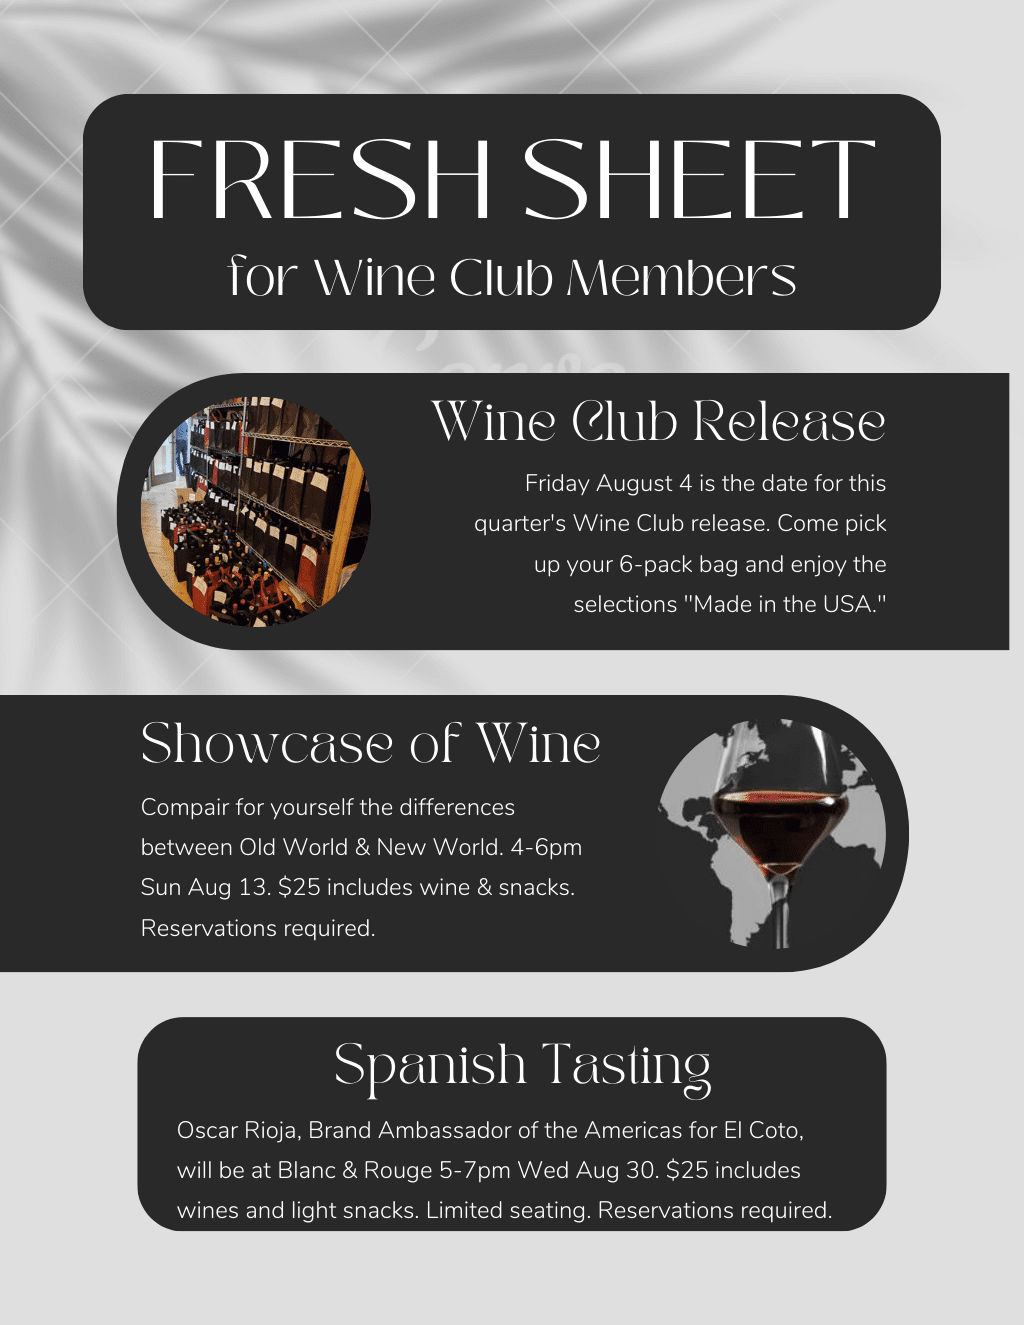 FRESH SHEET
for Wine Club Members
Wine Club Release
Friday August 4 is the date for this
quarter's Wine Club release. Come pick
up your 6-pack bag and enjoy the
selections "Made in the USA."
Showcase of Wine
Compair for yourself the differences
between Old World & New World. 4-6pm
Sun Aug 13. $25 includes wine & snacks.
Reservations required.
Spanish Tasting
Oscar Rioja, Brand Ambassador of the Americas for El Coto,
will be at Blanc & Rouge 5-7pm Wed Aug 30. $25 includes
wines and light snacks. Limited seating. Reservations required.